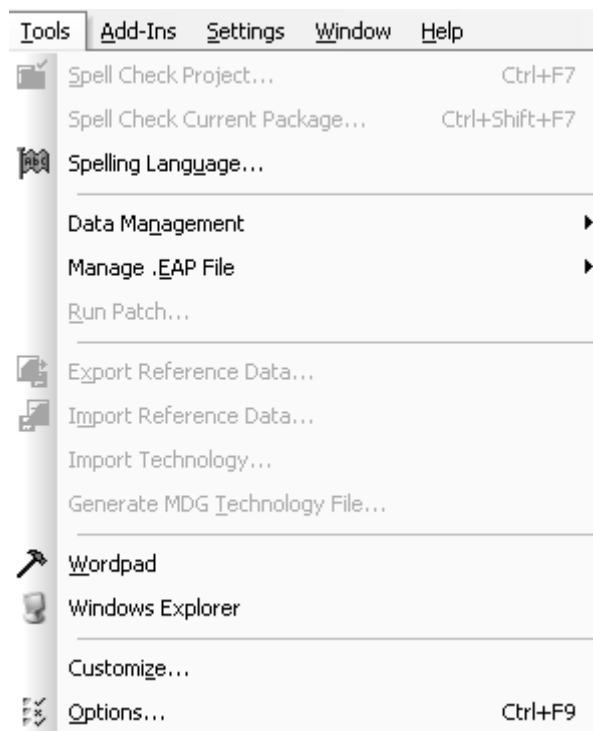 Tools Add-Ins Settings Window Help
Spell Check Project... Ctrl+F7
Spell Check Current Package... Ctrl+Shift+F7
Abc Spelling Language...
Data Management
Manage .EAP File
Run Patch...
Export Reference Data...
Import Reference Data...
Import Technology...
Generate MDG Technology File...
Wordpad
Windows Explorer
Customize...
Options... Ctrl+F9